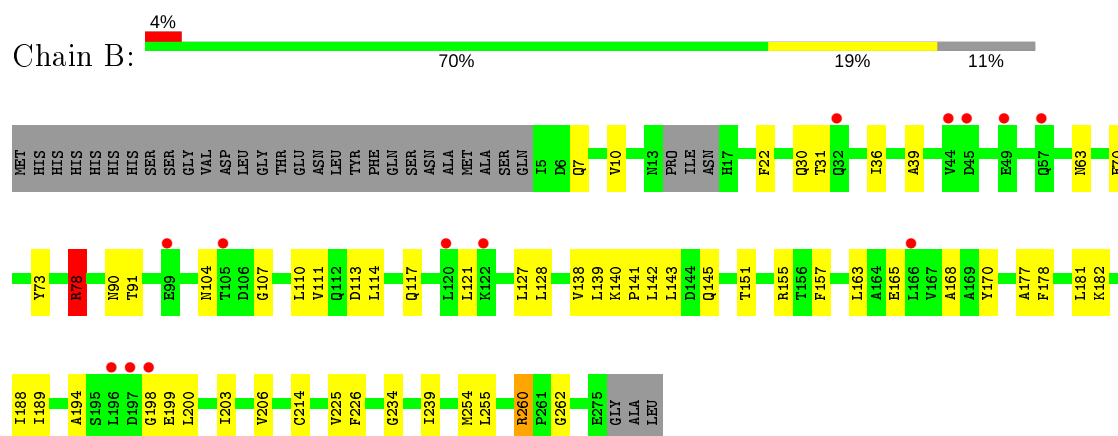 4%
Chain B:
70% 19% 11%
MET HIS HIS HIS HIS HIS HIS SER SER GLY VAL ASP LEU GLY THR GLU ASN LEU TYR PHE GLN SER ASN ALA MET ALA SER GLN I5 D6 Q7 V10 N13 PRO ILE ASN H17 F22 Q30 T31 Q32 I36 A39 V44 D45 E49 Q57 N63
Y73 R78 N90 T91 E99 N104 T105 D106 G107 L110 V111 Q112 D113 L114 Q117 L120 L121 K122 L127 L128 V138 L139 K140 P141 L142 L143 D144 Q145 T151 R155 T156 F157 L163 A164 E165 L166 V167 A168 A169 Y170 A177 F178 L181 K182
I188 I189 A194 S195 L196 D197 G198 E199 L200 I203 V206 C214 V225 F226 G234 I239 M254 L255 R260 P261 G262 E275 GLY ALA LEU